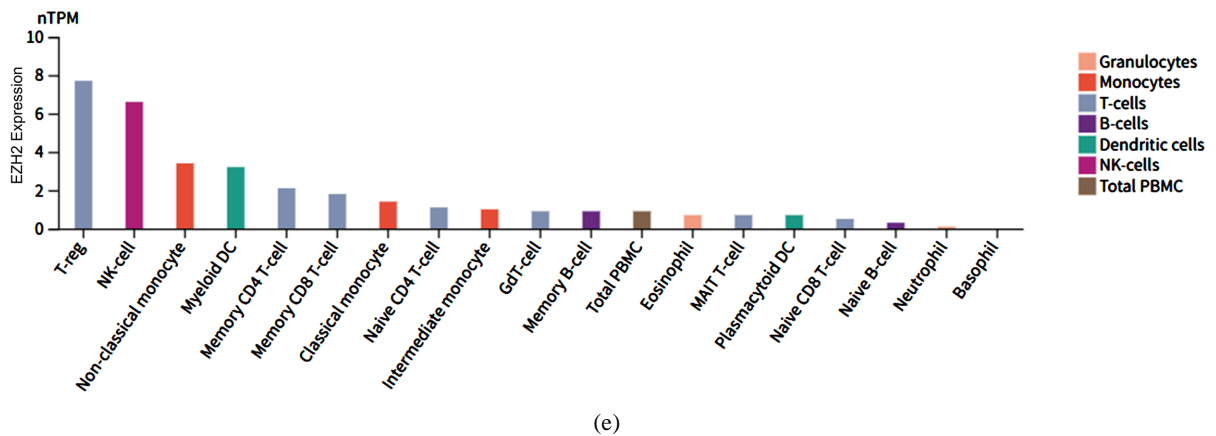 nTPM
10
8
6
4
2
0
EZH2 Expression
T-reg
NK-cell
Non-classical monocyte
Myeloid DC
Memory CD4 T-cell
Memory CD8 T-cell
Classical monocyte
Naive CD4 T-cell
Intermediate monocyte
GdT-cell
Memory B-cell
Total PBMC
Eosinophil
MAIT T-cell
Plasmacytoid DC
Naive CD8 T-cell
Naive B-cell
Neutrophil
Basophil
Granulocytes
Monocytes
T-cells
B-cells
Dendritic cells
NK-cells
Total PBMC
(e)